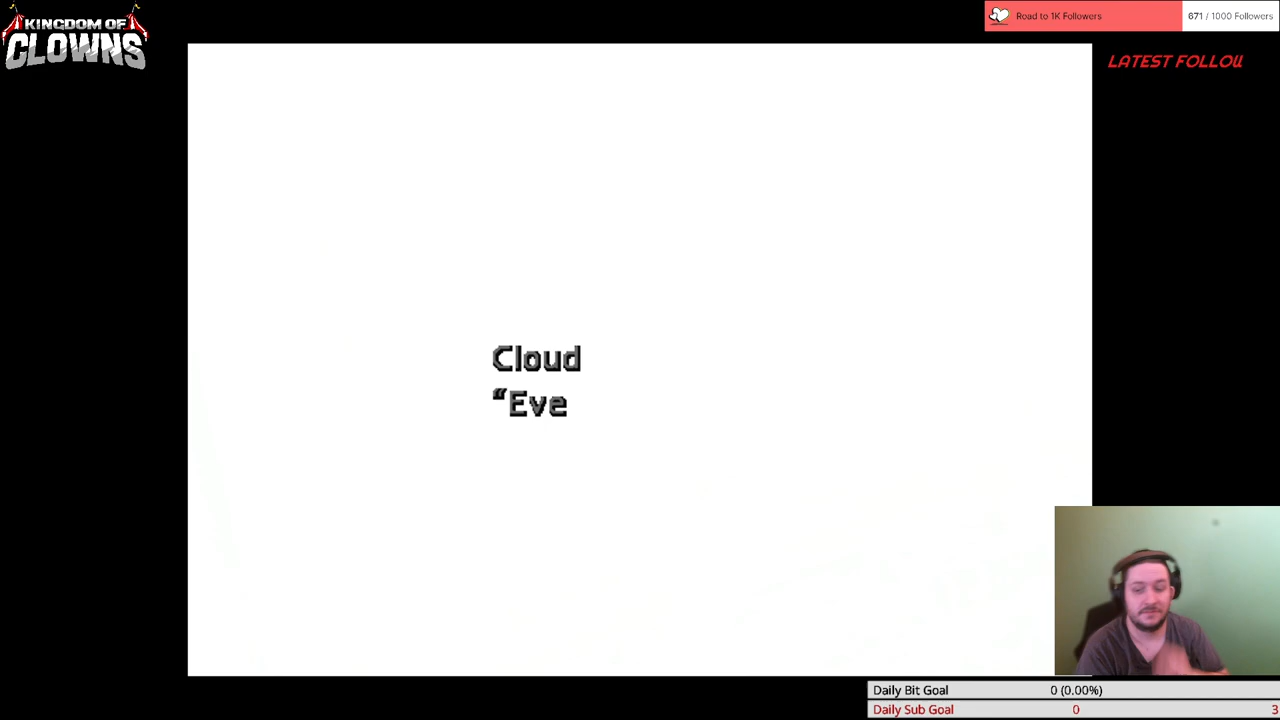 KINGDOM OF
CLOWNS
Road to 1K Followers
671 / 1000 Followers
LATEST FOLLOW
Cloud
“Eve
Daily Bit Goal
0 (0.00%)
Daily Sub Goal
0
3